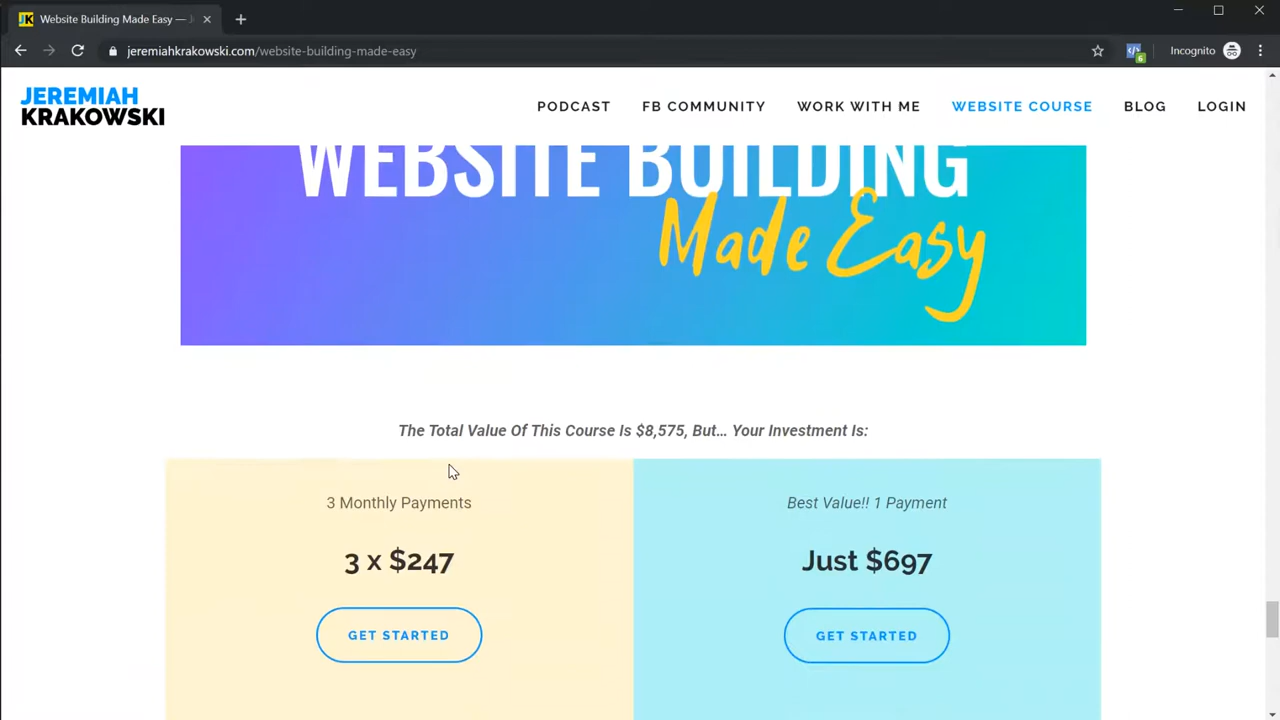 JK Website Building Made Easy — J
jeremiahkrakowski.com/website-building-made-easy
6
Incognito
JEREMIAH
KRAKOWSKI
PODCAST FB COMMUNITY WORK WITH ME WEBSITE COURSE BLOG LOGIN
WEBSITE BUILDING
Made Easy
The Total Value Of This Course Is $8,575, But... Your Investment Is:
3 Monthly Payments
Best Value!! 1 Payment
3 x $247
Just $697
GET STARTED
GET STARTED